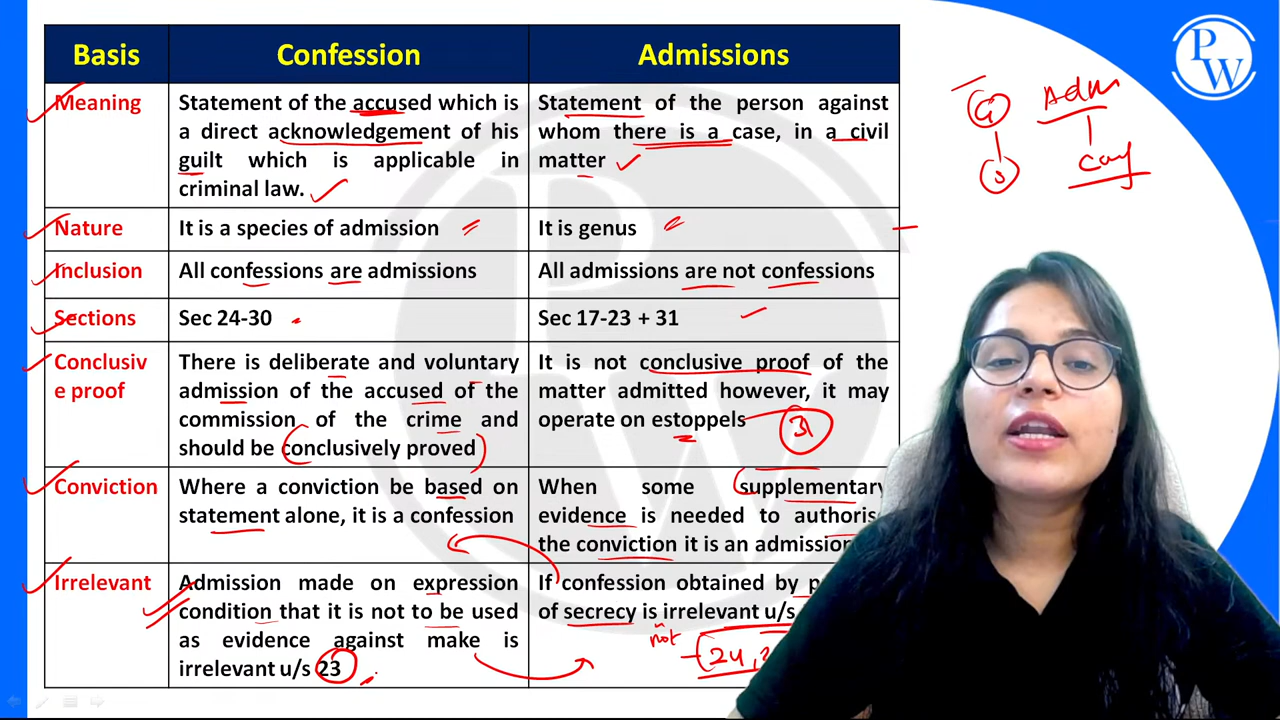 Basis Confession Admissions
Meaning
Statement of the accused which is
a direct acknowledgement of his
guilt which is applicable in
criminal law.
Statement of the person against
whom there is a case, in a civil
matter
Nature
It is a species of admission
It is genus
Inclusion
All confessions are admissions
All admissions are not confessions
Sections
Sec 24-30
Sec 17-23 + 31
Conclusiv
e proof
There is deliberate and voluntary
admission of the accused of the
commission of the crime and
should be conclusively proved
It is not conclusive proof of the
matter admitted however, it may
operate on estoppels
31
Conviction
Where a conviction be based on
statement alone, it is a confession
When some supplementary
evidence is needed to authoris
the conviction it is an admission
Irrelevant
Admission made on expression
condition that it is not to be used
as evidence against make is
irrelevant u/s 23
If confession obtained by p
of secrecy is irrelevant u/s
not
24,
PW
G
S
Adm
Conf